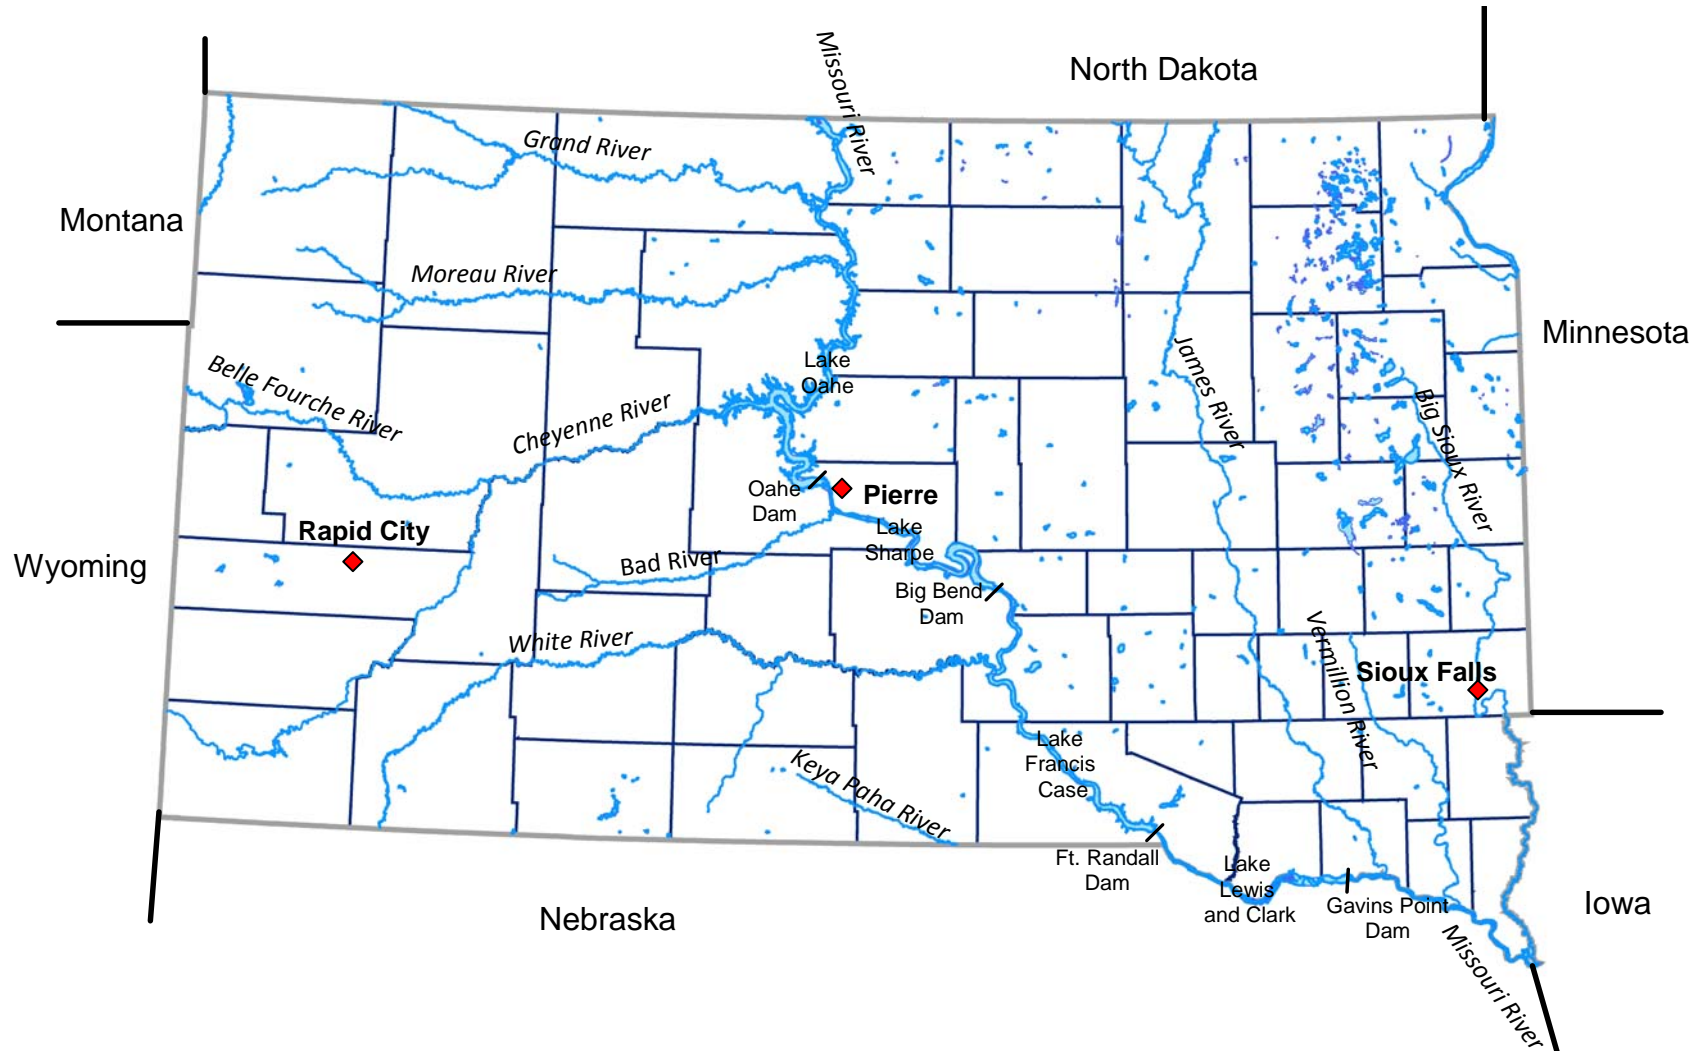 Missouri River
North Dakota
Grand River
Montana
Moreau River
Minnesota
Lake
Oahe
Belle Fourche River
Cheyenne River
James River
Big Sioux River
Oahe
Dam
Pierre
Lake
Sharpe
Rapid City
Wyoming
Bad River
Big Bend
Dam
White River
Vermillion River
Sioux Falls
Lake
Francis
Case
Keya Paha River
Ft. Randall
Dam
Lake
Lewis
and Clark
Gavins Point
Dam
Nebraska
Iowa
Missouri River